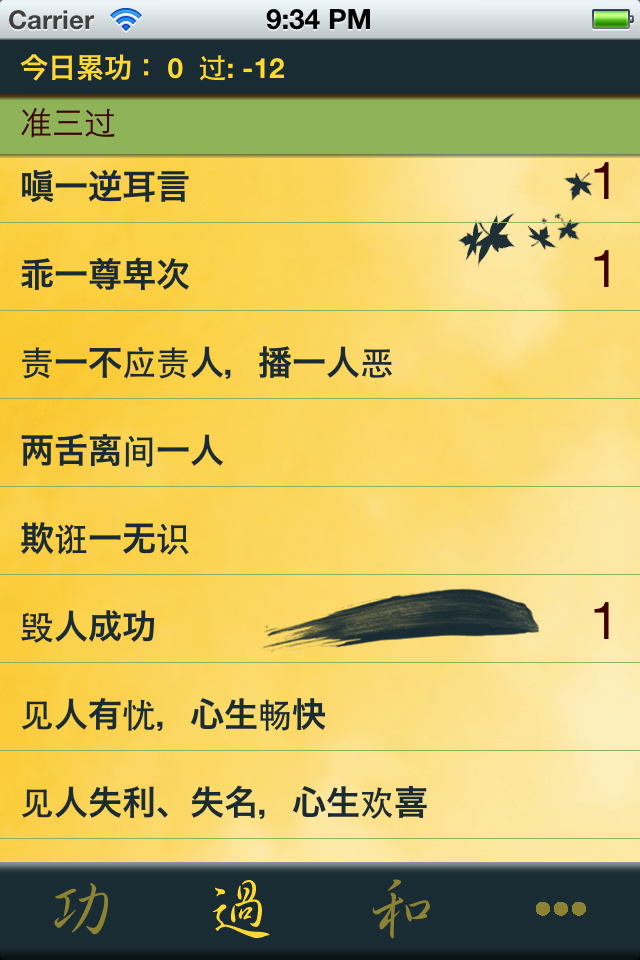 Carrier 9:34 PM
今日累功： 0 过: -12
准三过
嗔一逆耳言 1
乖一尊卑次 1
责一不应责人，播一人恶
两舌离间一人
欺诳一无识
毁人成功 1
见人有忧，心生畅快
见人失利、失名，心生欢喜
功 過 和